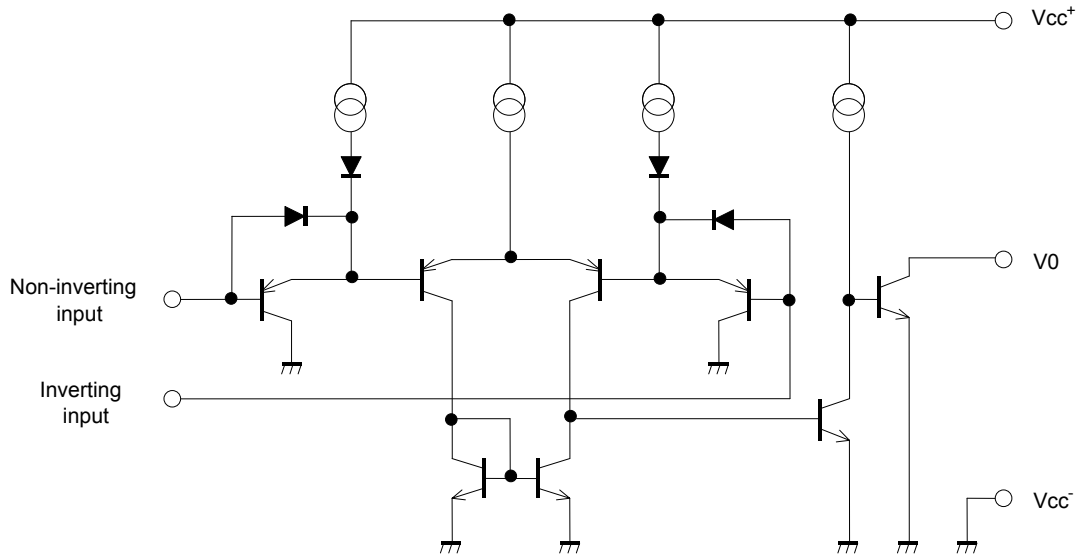 Vcc+
Non-inverting
input
V0
Inverting
input
Vcc-